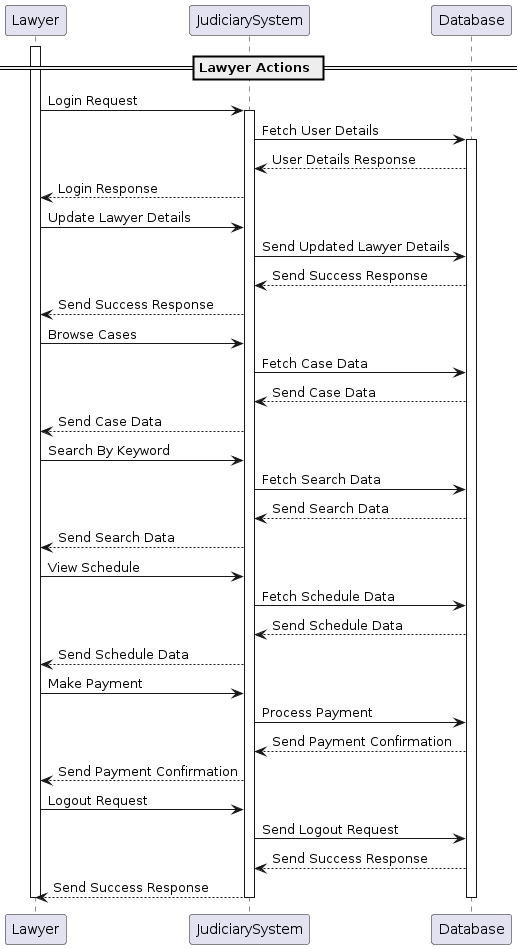 Lawyer JudiciarySystem Database
Lawyer Actions
Login Request
Fetch User Details
User Details Response
Login Response
Update Lawyer Details
Send Updated Lawyer Details
Send Success Response
Send Success Response
Browse Cases
Fetch Case Data
Send Case Data
Send Case Data
Search By Keyword
Fetch Search Data
Send Search Data
Send Search Data
View Schedule
Fetch Schedule Data
Send Schedule Data
Send Schedule Data
Make Payment
Process Payment
Send Payment Confirmation
Send Payment Confirmation
Logout Request
Send Logout Request
Send Success Response
Send Success Response
Lawyer JudiciarySystem Database